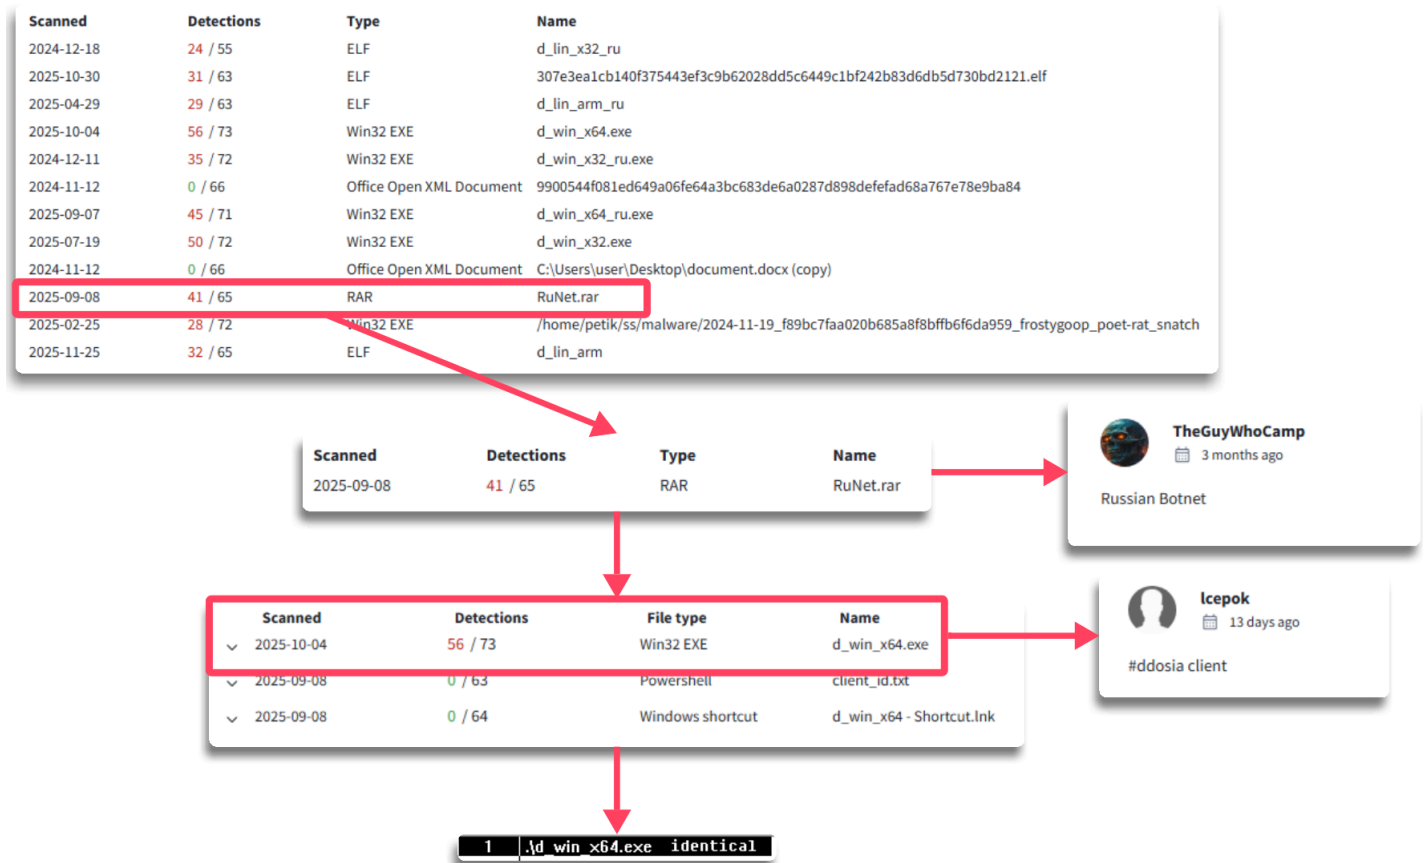 Scanned Detections Type Name
2024-12-18 24 / 55 ELF d_lin_x32_ru
2025-10-30 31 / 63 ELF 307e3ea1cb140f375443ef3c9b62028dd5c6449c1bf242b83d6db5d730bd2121.elf
2025-04-29 29 / 63 ELF d_lin_arm_ru
2025-10-04 56 / 73 Win32 EXE d_win_x64.exe
2024-12-11 35 / 72 Win32 EXE d_win_x32_ru.exe
2024-11-12 0 / 66 Office Open XML Document 9900544f081ed649a06fe64a3bc683de6a0287d898defefad68a767e78e9ba84
2025-09-07 45 / 71 Win32 EXE d_win_x64_ru.exe
2025-07-19 50 / 72 Win32 EXE d_win_x32.exe
2024-11-12 0 / 66 Office Open XML Document C:\Users\user\Desktop\document.docx (copy)
2025-09-08 41 / 65 RAR RuNet.rar
2025-02-25 28 / 72 Win32 EXE /home/petik/ss/malware/2024-11-19_f89bc7faa020b685a8f8bffb6f6da959_frostygoop_poet-rat_snatch
2025-11-25 32 / 65 ELF d_lin_arm
Scanned Detections Type Name
2025-09-08 41 / 65 RAR RuNet.rar
TheGuyWhoCamp
3 months ago
Russian Botnet
Scanned Detections File type Name
2025-10-04 56 / 73 Win32 EXE d_win_x64.exe
2025-09-08 0 / 63 Powershell client_id.txt
2025-09-08 0 / 64 Windows shortcut d_win_x64 - Shortcut.lnk
lcepok
13 days ago
#ddosia client
1 .\d_win_x64.exe identical